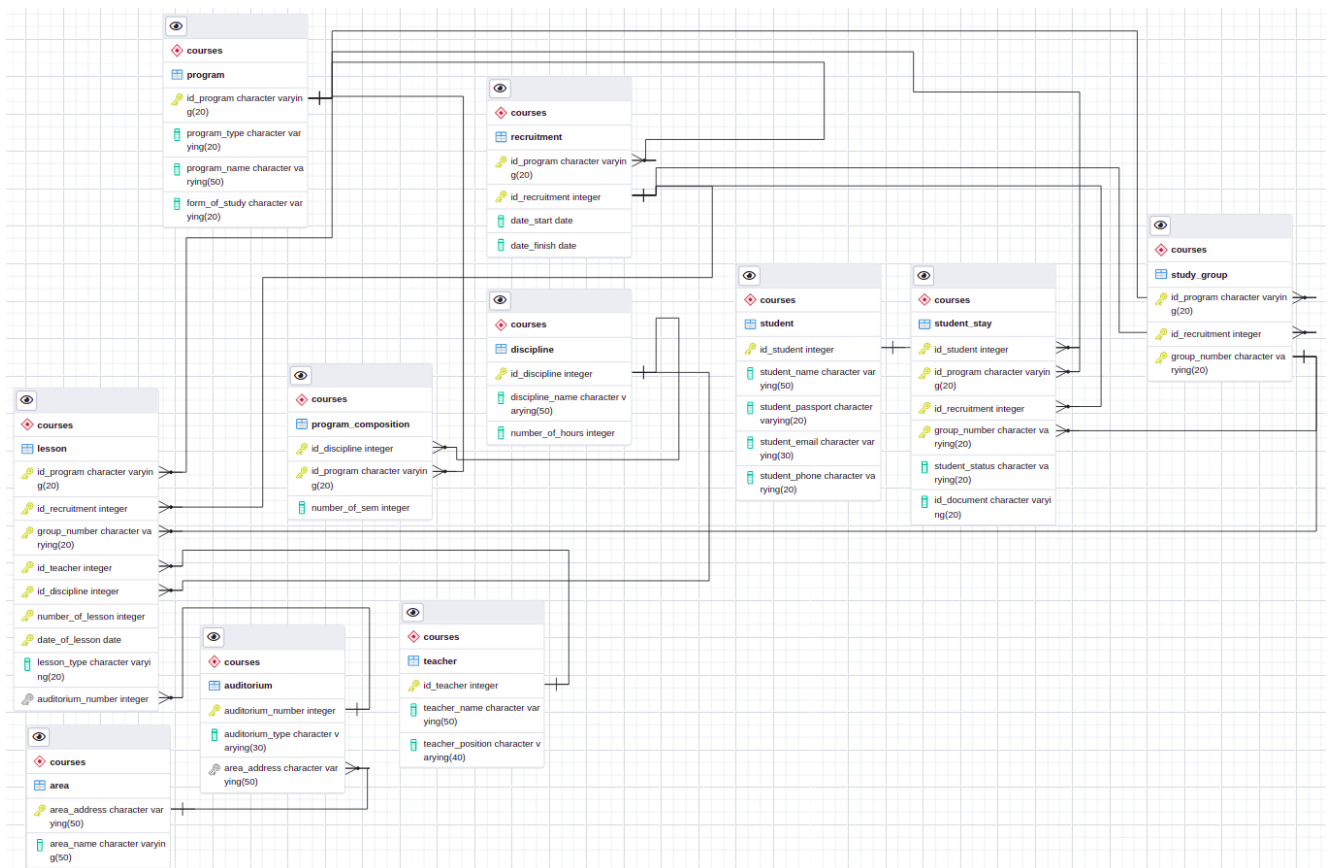 courses
program
id_program character varyin
g(20)
program_type character var
ying(20)
program_name character va
rying(50)
form_of_study character var
ying(20)
courses
recruitment
id_program character varyin
g(20)
id_recruitment integer
date_start date
date_finish date
courses
study_group
id_program character varyin
g(20)
id_recruitment integer
group_number character va
rying(20)
courses
student
id_student integer
student_name character var
ying(50)
student_passport character
varying(20)
student_email character var
ying(30)
student_phone character va
rying(20)
courses
student_stay
id_student integer
id_program character varyin
g(20)
id_recruitment integer
group_number character va
rying(20)
student_status character va
rying(20)
id_document character varyi
ng(20)
courses
discipline
id_discipline integer
discipline_name character v
arying(50)
number_of_hours integer
courses
program_composition
id_discipline integer
id_program character varyin
g(20)
number_of_sem integer
courses
lesson
id_program character varyin
g(20)
id_recruitment integer
group_number character va
rying(20)
id_teacher integer
id_discipline integer
number_of_lesson integer
date_of_lesson date
lesson_type character varyi
ng(20)
auditorium_number integer
courses
auditorium
auditorium_number integer
auditorium_type character v
arying(30)
area_address character var
ying(50)
courses
teacher
id_teacher integer
teacher_name character var
ying(50)
teacher_position character v
arying(40)
courses
area
area_address character var
ying(50)
area_name character varyin
g(50)